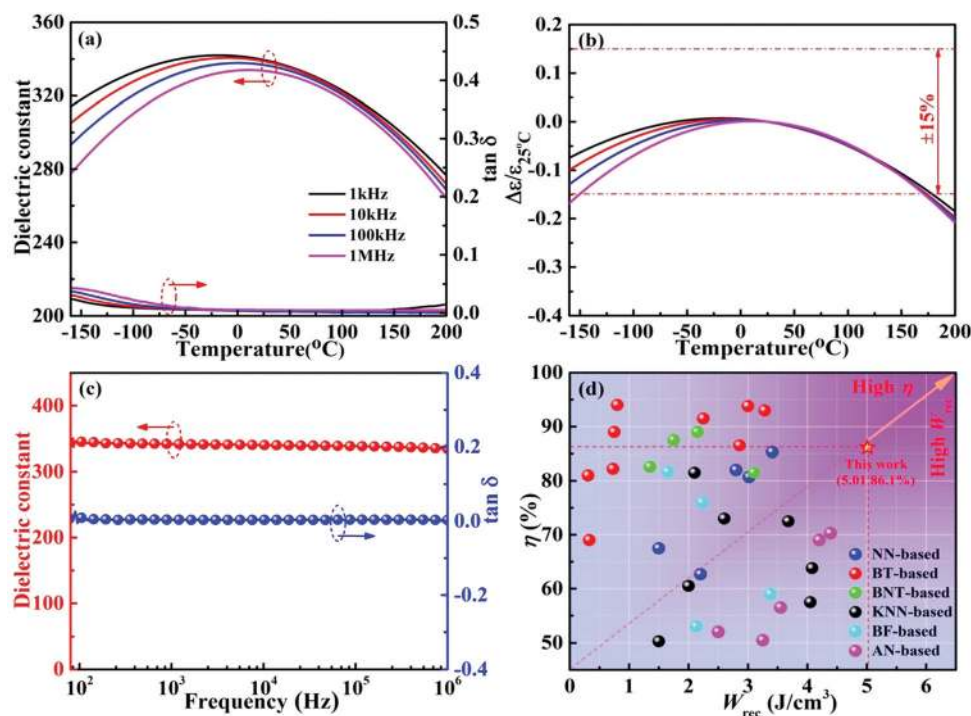 (a)
360
320
280
240
200
Dielectric constant
0.5
0.4
0.3
0.2
0.1
0.0
tan δ
1kHz
10kHz
100kHz
1MHz
-150 -100 -50 0 50 100 150 200
Temperature(°C)
(b)
0.2
0.1
0.0
-0.1
-0.2
-0.3
-0.4
Δε/ε25°C
±15%
-150 -100 -50 0 50 100 150 200
Temperature(°C)
(c)
400
300
200
100
0
Dielectric constant
0.4
0.2
0.0
-0.2
-0.4
tan δ
10² 10³ 10⁴ 10⁵ 10⁶
Frequency (Hz)
(d)
100
90
80
70
60
50
η (%)
High η
High Wrec
This work
(5.01,86.1%)
NN-based
BT-based
BNT-based
KNN-based
BF-based
AN-based
0 1 2 3 4 5 6
Wrec (J/cm³)